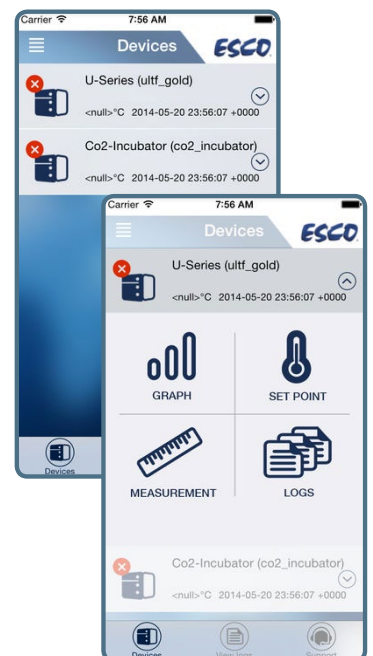 Carrier 7:56 AM
Devices ESCO
U-Series (ultf_gold)
<null>°C 2014-05-20 23:56:07 +0000
Co2-Incubator (co2_incubator)
<null>°C 2014-05-20 23:56:07 +0000
Devices
Carrier 7:56 AM
Devices ESCO
U-Series (ultf_gold)
<null>°C 2014-05-20 23:56:07 +0000
GRAPH SET POINT
MEASUREMENT LOGS
Co2-Incubator (co2_incubator)
<null>°C 2014-05-20 23:56:07 +0000
Devices View logs Support